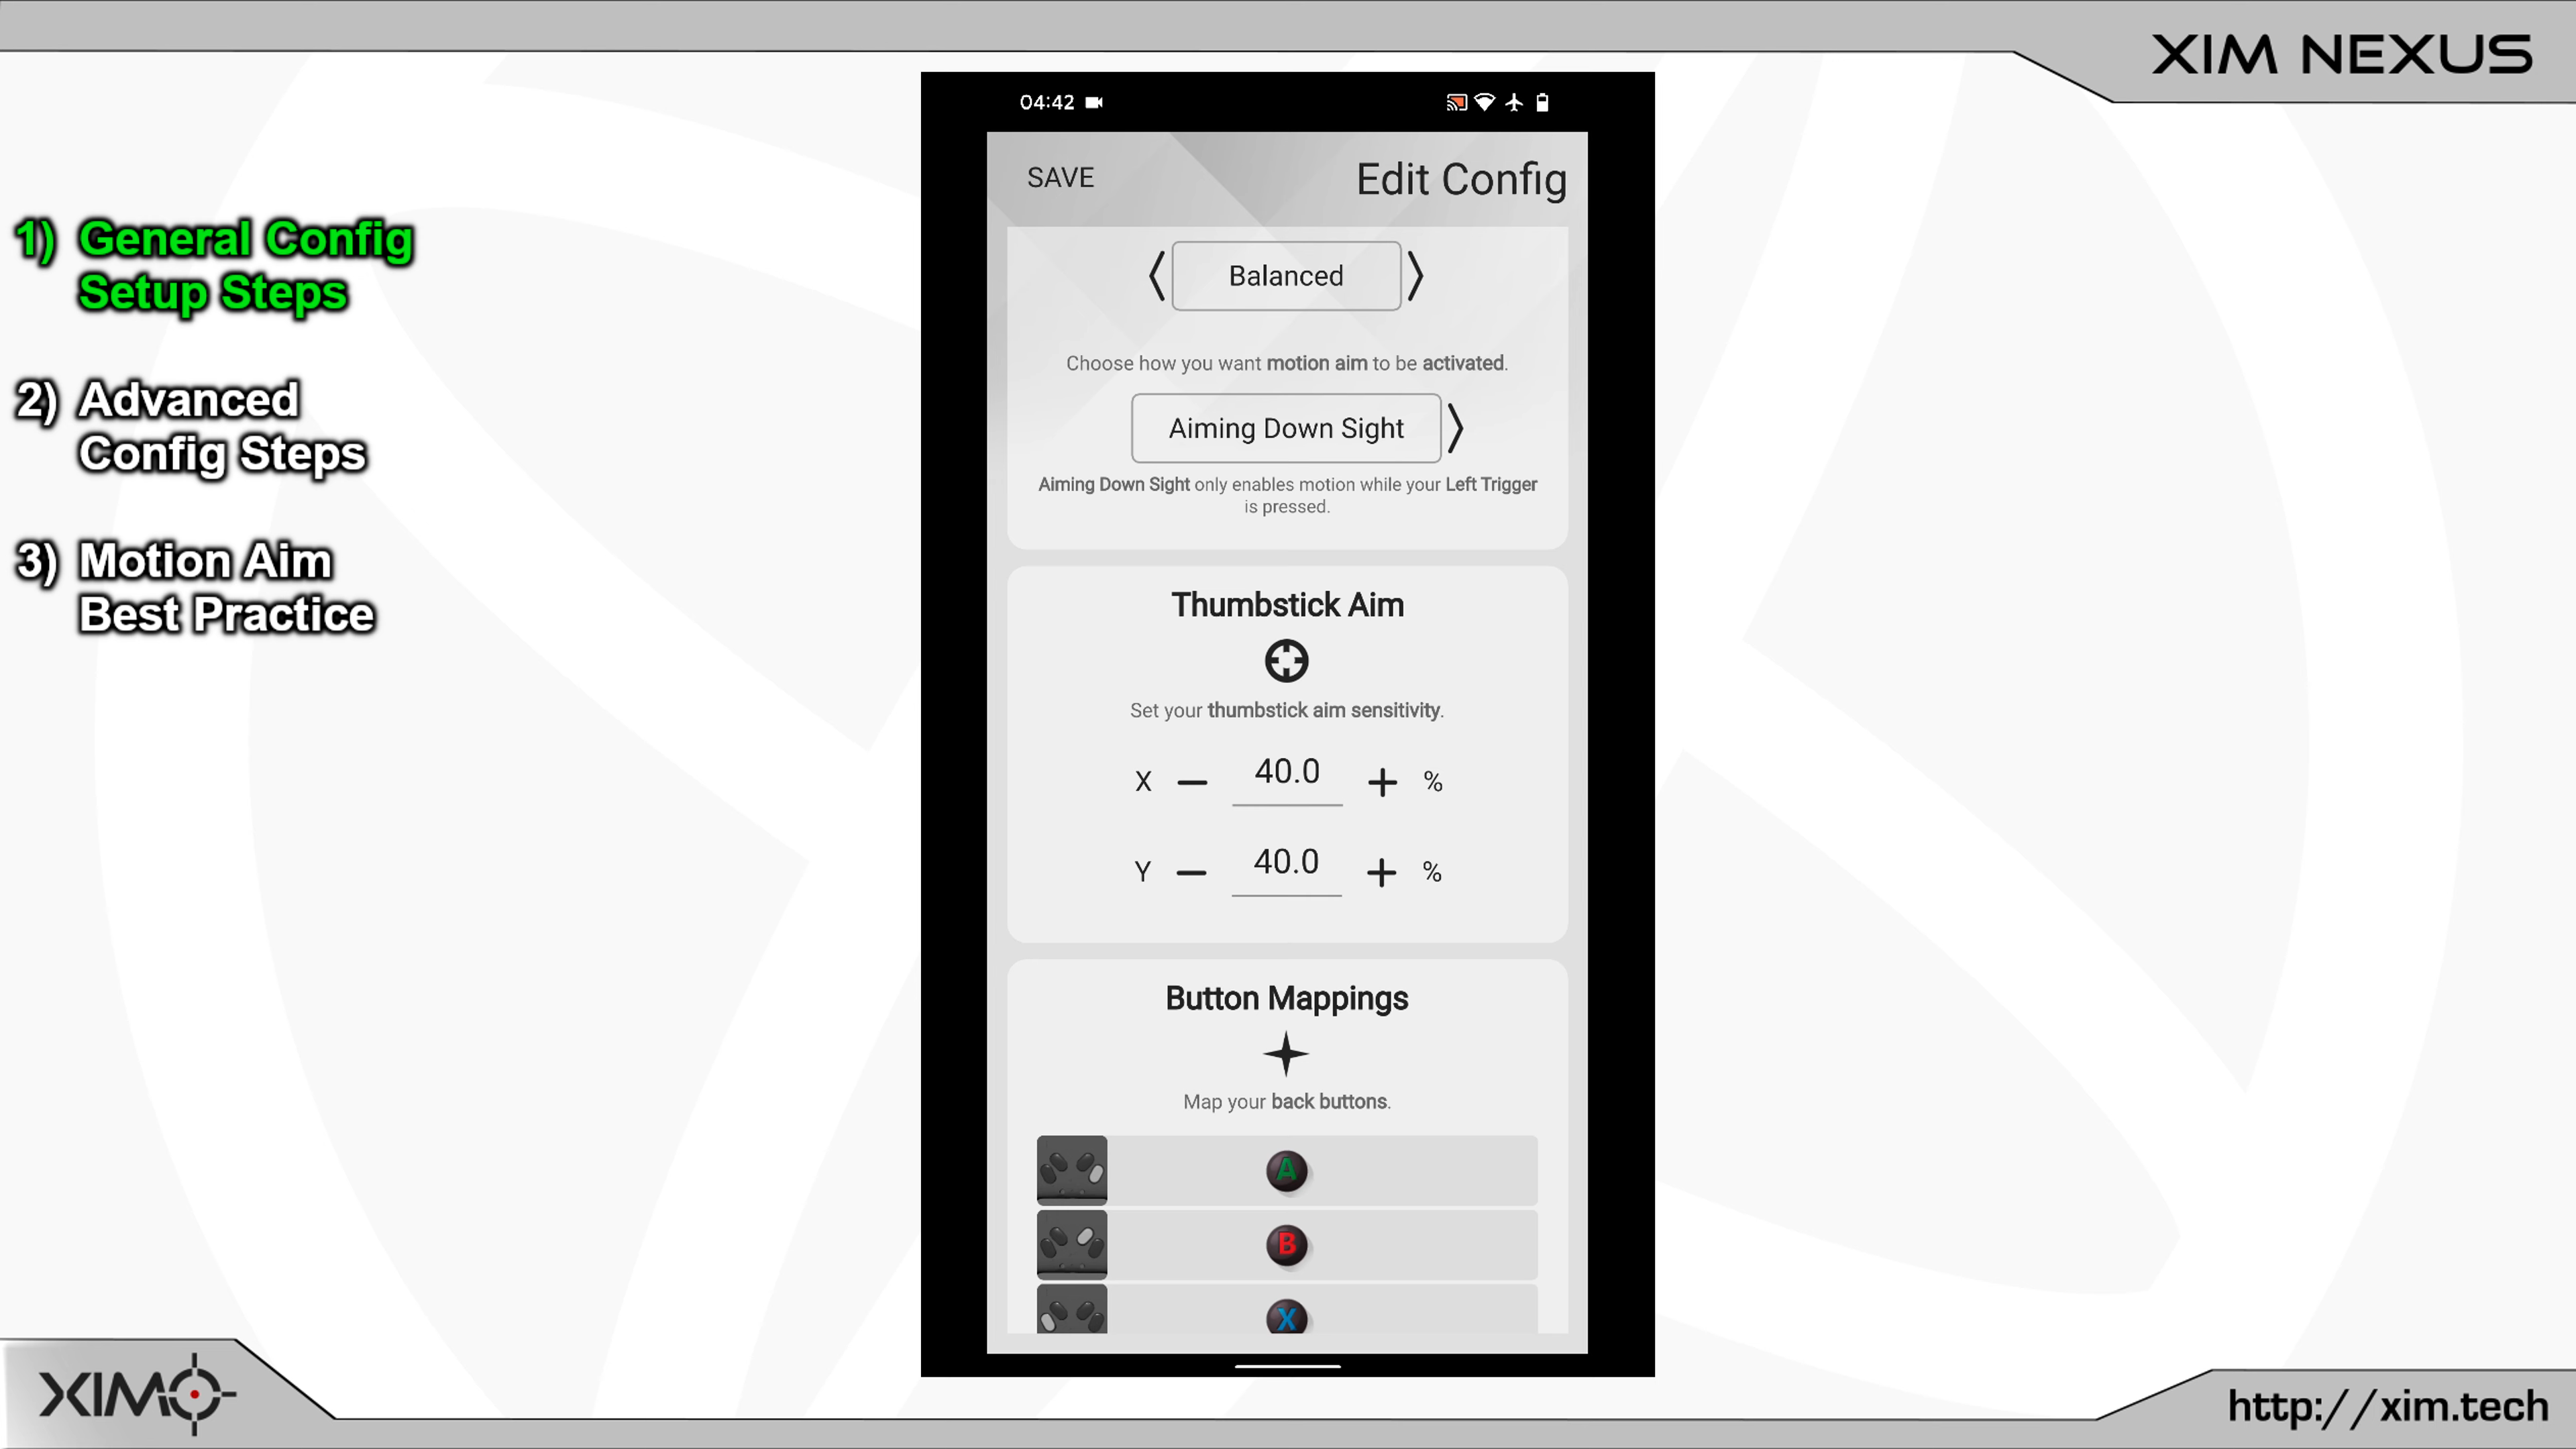 XIM NEXUS
04:42
SAVE
Edit Config
1) General Config
Setup Steps
2) Advanced
Config Steps
3) Motion Aim
Best Practice
Balanced
Choose how you want motion aim to be activated.
Aiming Down Sight
Aiming Down Sight only enables motion while your Left Trigger
is pressed.
Thumbstick Aim
Set your thumbstick aim sensitivity.
X − 40.0 + %
Y − 40.0 + %
Button Mappings
Map your back buttons.
A
B
X
XIM
http://xim.tech